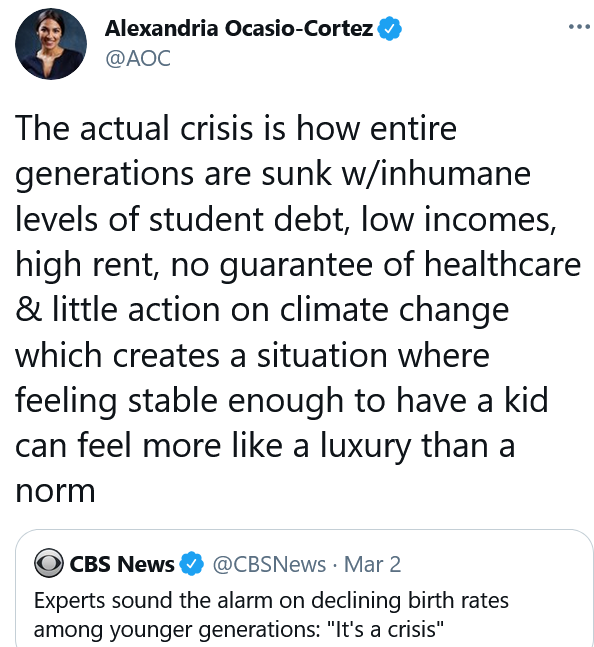 Alexandria Ocasio-Cortez
@AOC
The actual crisis is how entire
generations are sunk w/inhumane
levels of student debt, low incomes,
high rent, no guarantee of healthcare
& little action on climate change
which creates a situation where
feeling stable enough to have a kid
can feel more like a luxury than a
norm
CBS News @CBSNews · Mar 2
Experts sound the alarm on declining birth rates
among younger generations: "It's a crisis"